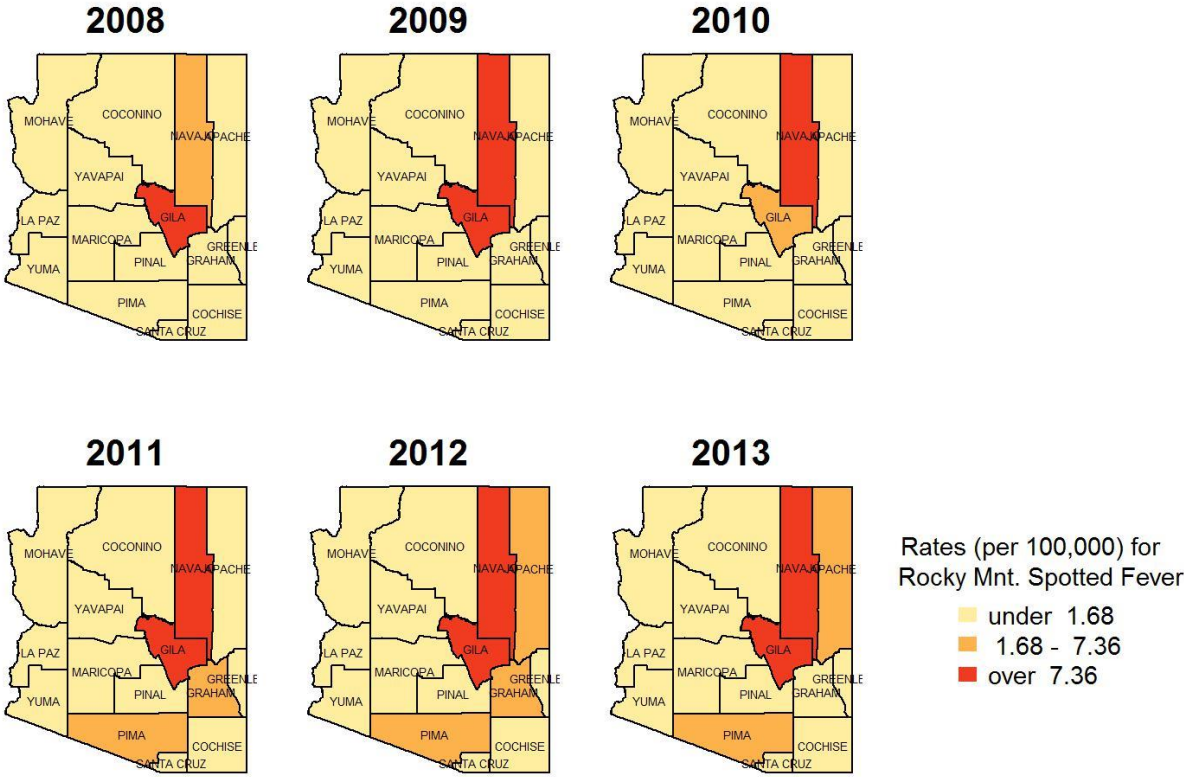 2008 2009 2010
MOHAVE COCONINO NAVAJO APACHE
YAVAPAI
LA PAZ GILA
MARICOPA GREENLE
YUMA PINAL GRAHAM
PIMA
COCHISE
SANTA CRUZ
MOHAVE COCONINO NAVAJO APACHE
YAVAPAI
LA PAZ GILA
MARICOPA GREENLE
YUMA PINAL GRAHAM
PIMA
COCHISE
SANTA CRUZ
MOHAVE COCONINO NAVAJO APACHE
YAVAPAI
LA PAZ GILA
MARICOPA GREENLE
YUMA PINAL GRAHAM
PIMA
COCHISE
SANTA CRUZ
2011 2012 2013
MOHAVE COCONINO NAVAJO APACHE
YAVAPAI
LA PAZ GILA
MARICOPA GREENLE
YUMA PINAL GRAHAM
PIMA
COCHISE
SANTA CRUZ
MOHAVE COCONINO NAVAJO APACHE
YAVAPAI
LA PAZ GILA
MARICOPA GREENLE
YUMA PINAL GRAHAM
PIMA
COCHISE
SANTA CRUZ
MOHAVE COCONINO NAVAJO APACHE
YAVAPAI
LA PAZ GILA
MARICOPA GREENLE
YUMA PINAL GRAHAM
PIMA
COCHISE
SANTA CRUZ
Rates (per 100,000) for
Rocky Mnt. Spotted Fever
under 1.68
1.68 - 7.36
over 7.36